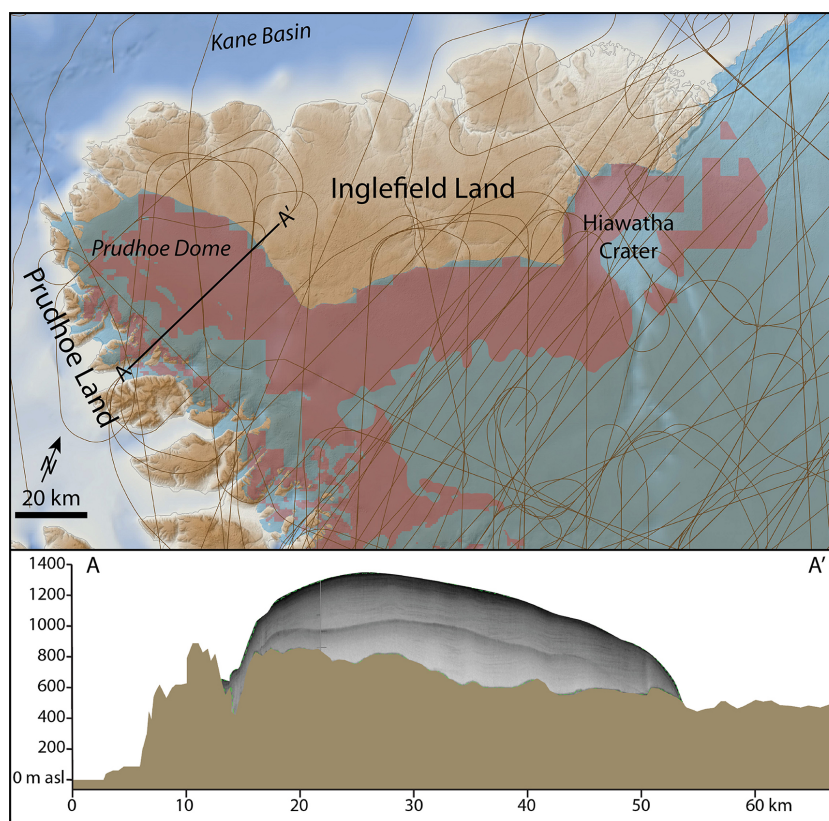 Kane Basin
Inglefield Land
A'
Prudhoe Dome
Hiawatha
Crater
Prudhoe Land
A
N
20 km
A
A'
1400
1200
1000
800
600
400
200
0 m asl
0
10
20
30
40
50
60 km